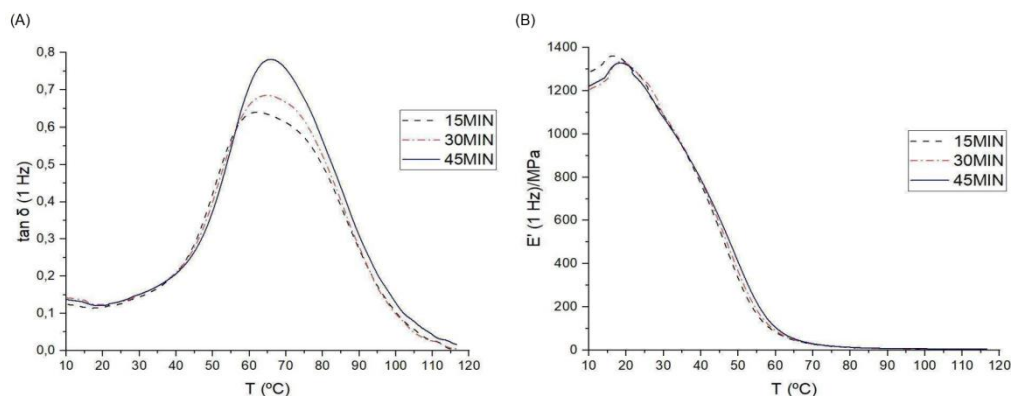 (A)
0,8
0,7
0,6
0,5
0,4
0,3
0,2
0,1
0,0
tan δ (1 Hz)
10 20 30 40 50 60 70 80 90 100 110 120
T (ºC)
15MIN
30MIN
45MIN
(B)
1400
1200
1000
800
600
400
200
0
E' (1 Hz)/MPa
10 20 30 40 50 60 70 80 90 100 110 120
T (ºC)
15MIN
30MIN
45MIN